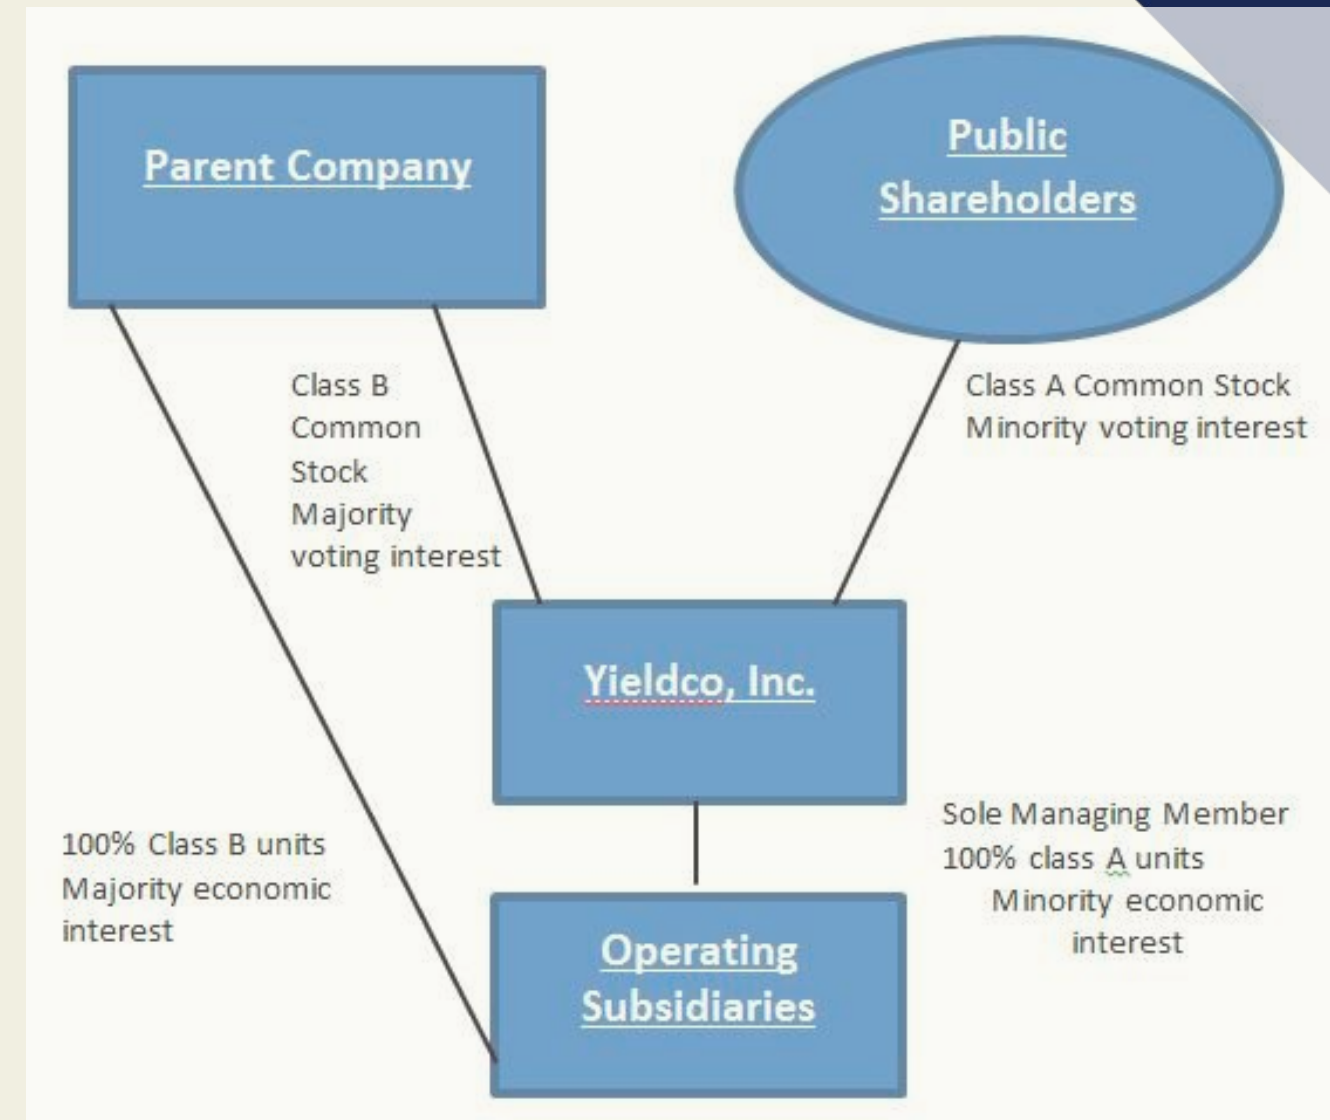 Parent Company
Public
Shareholders
Class B
Common
Stock
Majority
voting interest
Class A Common Stock
Minority voting interest
Yieldco, Inc.
100% Class B units
Majority economic
interest
Sole Managing Member
100% class A units
Minority economic
interest
Operating
Subsidiaries